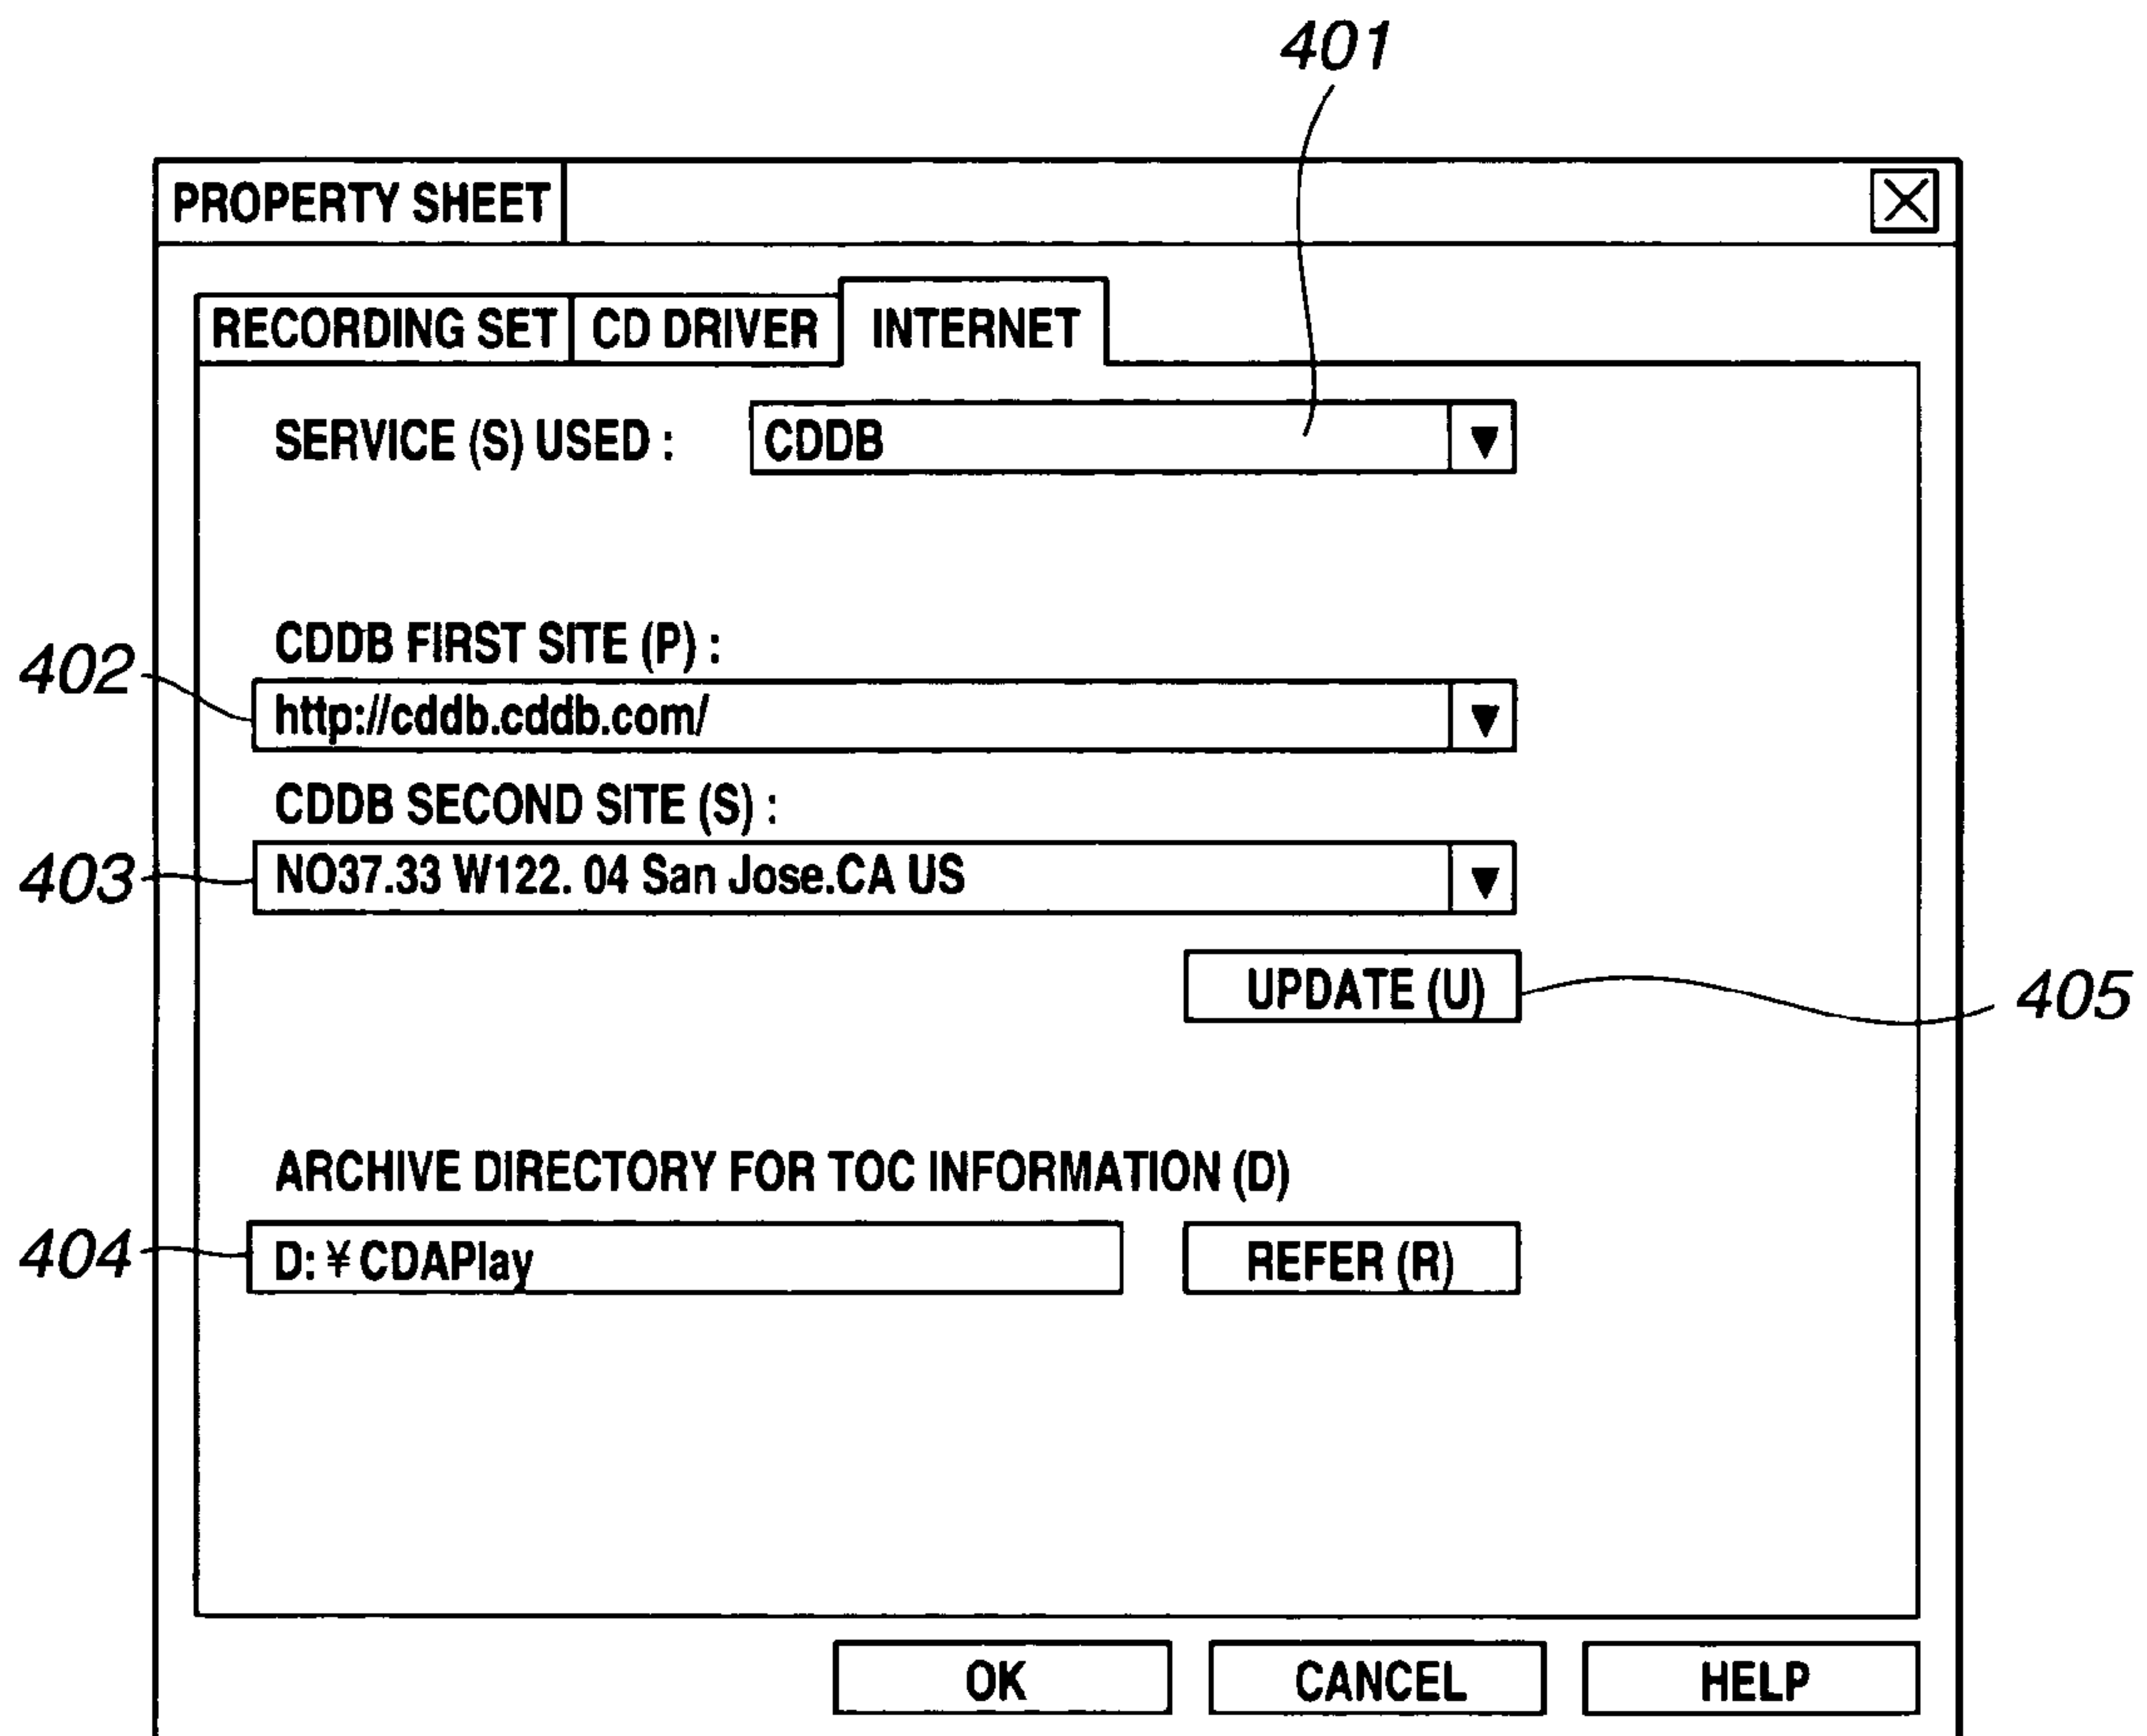 401
PROPERTY SHEET
RECORDING SET CD DRIVER INTERNET
SERVICE (S) USED : CDDB ▼
CDDB FIRST SITE (P) :
402 http://cddb.cddb.com/ ▼
CDDB SECOND SITE (S) :
403 NO37.33 W122. 04 San Jose.CA US ▼
UPDATE (U) 405
ARCHIVE DIRECTORY FOR TOC INFORMATION (D)
404 D: ¥ CDAPlay REFER (R)
OK CANCEL HELP